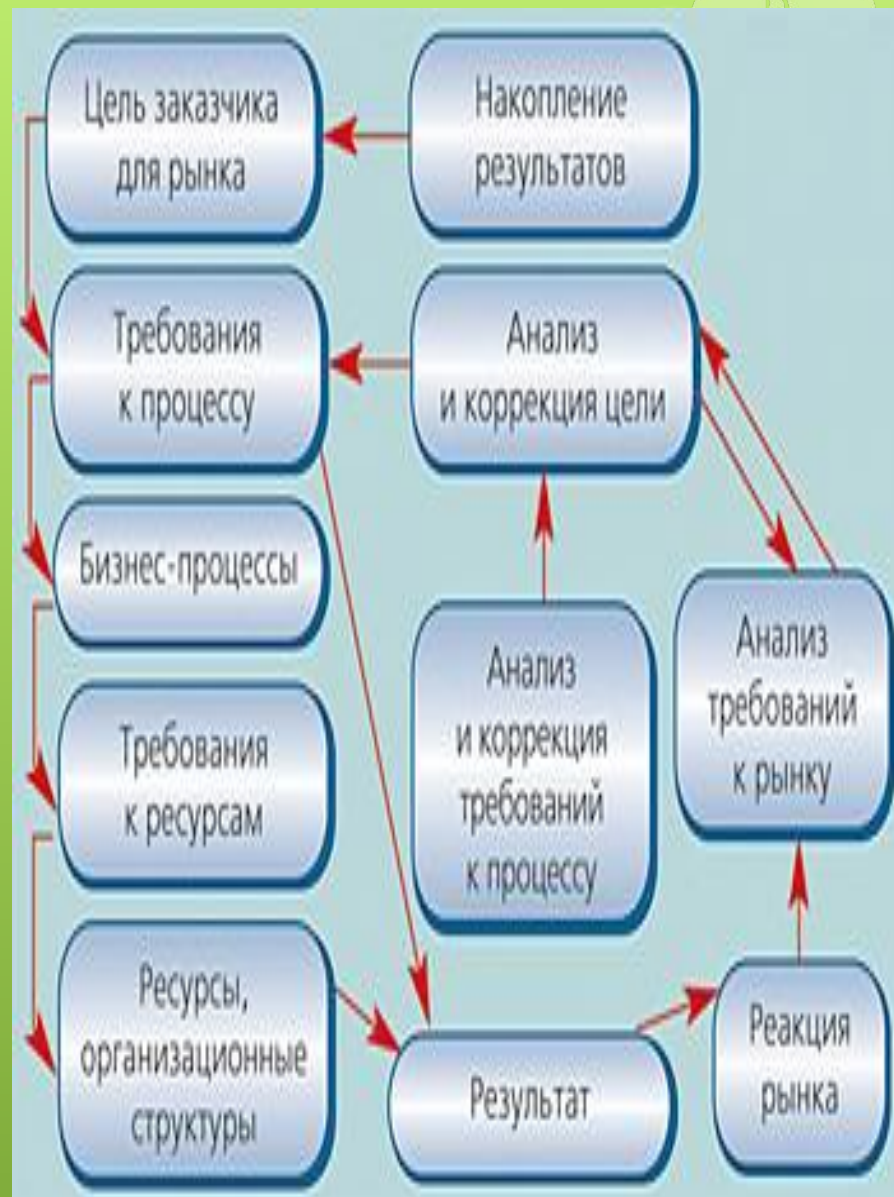 Цель заказчика
для рынка
Накопление
результатов
Требования
к процессу
Анализ
и коррекция цели
Бизнес-процессы
Анализ
и коррекция
требований
к процессу
Анализ
требований
к рынку
Требования
к ресурсам
Ресурсы,
организационные
структуры
Результат
Реакция
рынка